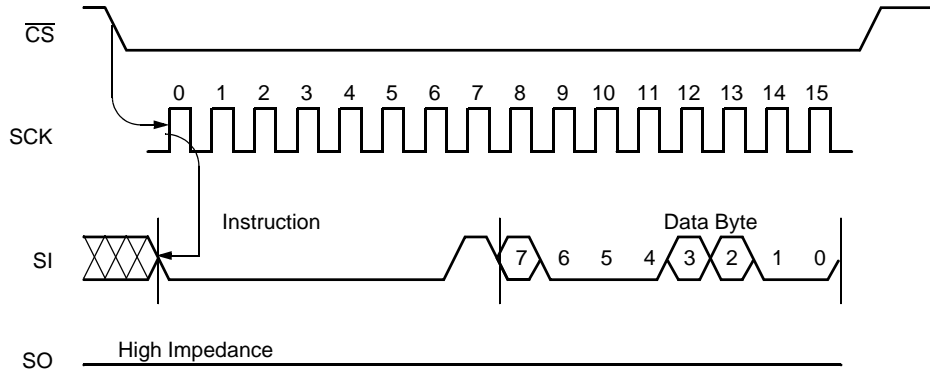 CS
0 1 2 3 4 5 6 7 8 9 10 11 12 13 14 15
SCK
Instruction
Data Byte
SI
7 6 5 4 3 2 1 0
High Impedance
SO